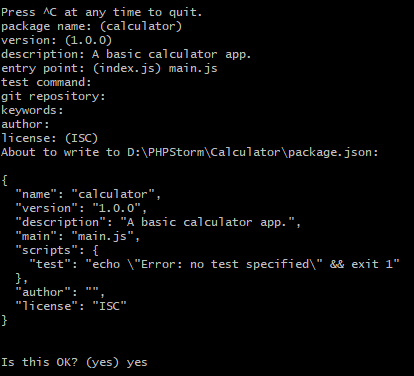 Press ^C at any time to quit.
package name: (calculator)
version: (1.0.0)
description: A basic calculator app.
entry point: (index.js) main.js
test command:
git repository:
keywords:
author:
license: (ISC)
About to write to D:\PHPStorm\Calculator\package.json:

{
  "name": "calculator",
  "version": "1.0.0",
  "description": "A basic calculator app.",
  "main": "main.js",
  "scripts": {
    "test": "echo \"Error: no test specified\" && exit 1"
  },
  "author": "",
  "license": "ISC"
}

Is this OK? (yes) yes